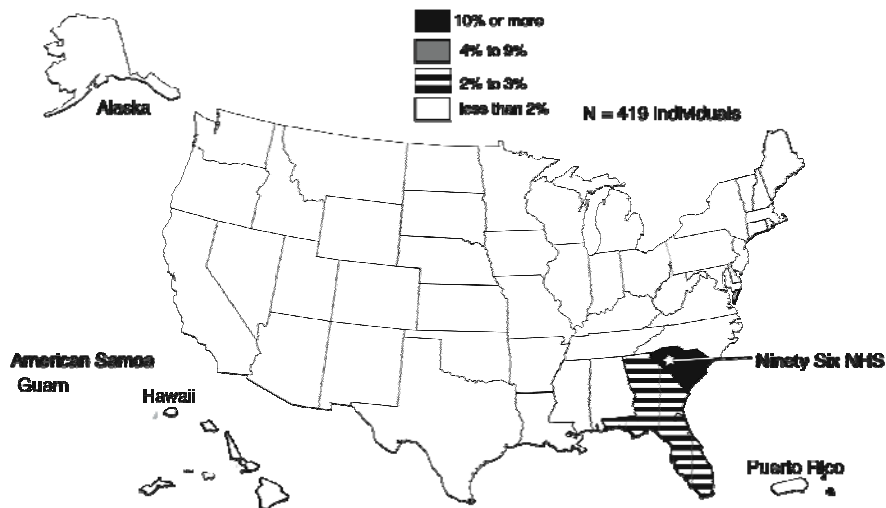 10% or more
4% to 9%
2% to 3%
less than 2%
N = 419 individuals
Alaska
American Samoa
Guam
Hawaii
Ninety Six NHS
Puerto Rico